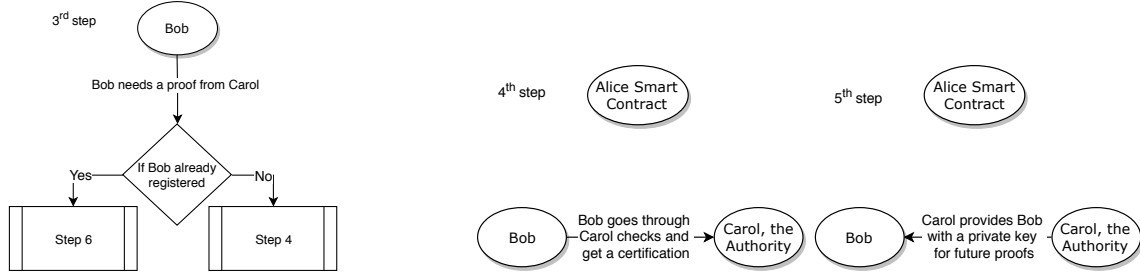 3rd step
Bob
Bob needs a proof from Carol
If Bob already
registered
Yes
No
Step 6
Step 4
4th step
Alice Smart
Contract
Bob
Bob goes through
Carol checks and
get a certification
Carol, the
Authority
5th step
Alice Smart
Contract
Bob
Carol provides Bob
with a private key
for future proofs
Carol, the
Authority